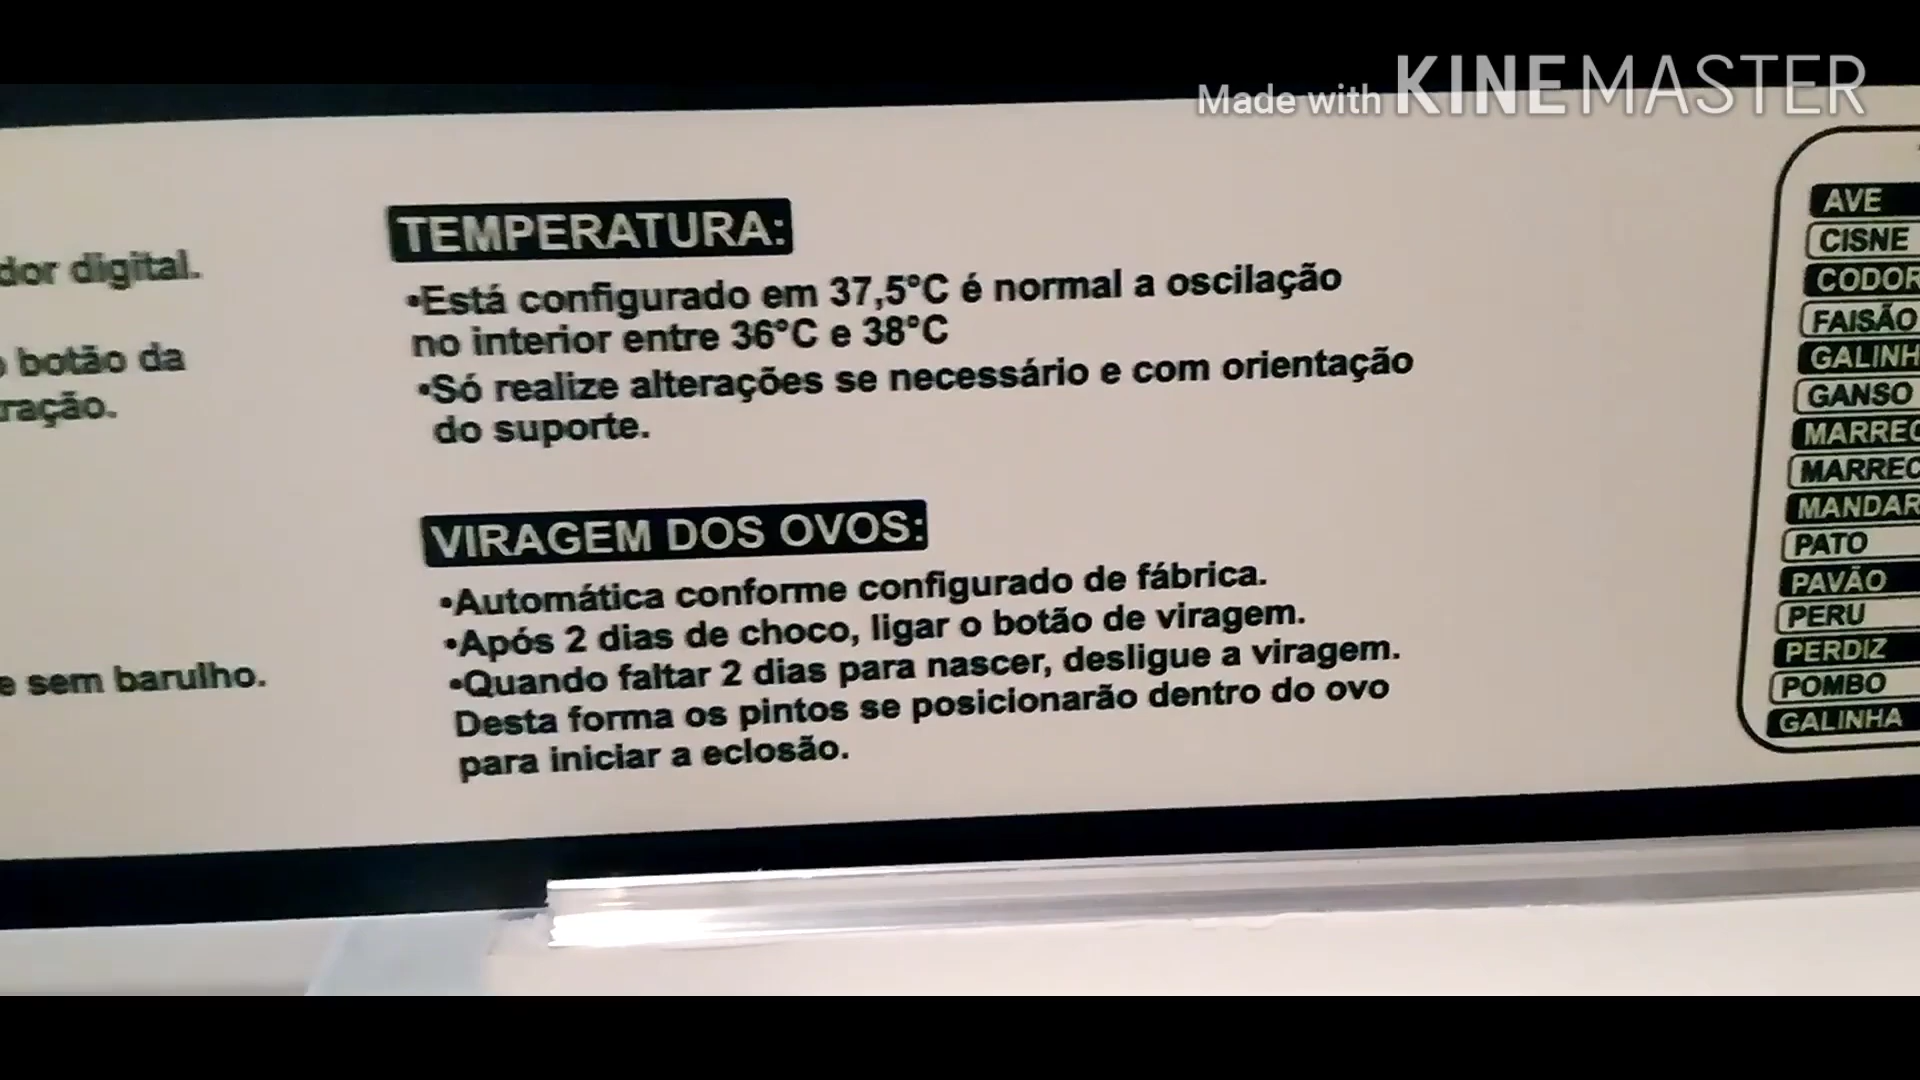 Made with KINEMASTER
dor digital.
botão da
ração.
e sem barulho.
TEMPERATURA:
•Está configurado em 37,5°C é normal a oscilação
no interior entre 36°C e 38°C
•Só realize alterações se necessário e com orientação
do suporte.
VIRAGEM DOS OVOS:
•Automática conforme configurado de fábrica.
•Após 2 dias de choco, ligar o botão de viragem.
•Quando faltar 2 dias para nascer, desligue a viragem.
Desta forma os pintos se posicionarão dentro do ovo
para iniciar a eclosão.
AVE
CISNE
CODOR
FAISÃO
GALINH
GANSO
MARREC
MARREC
MANDAR
PATO
PAVÃO
PERU
PERDIZ
POMBO
GALINHA